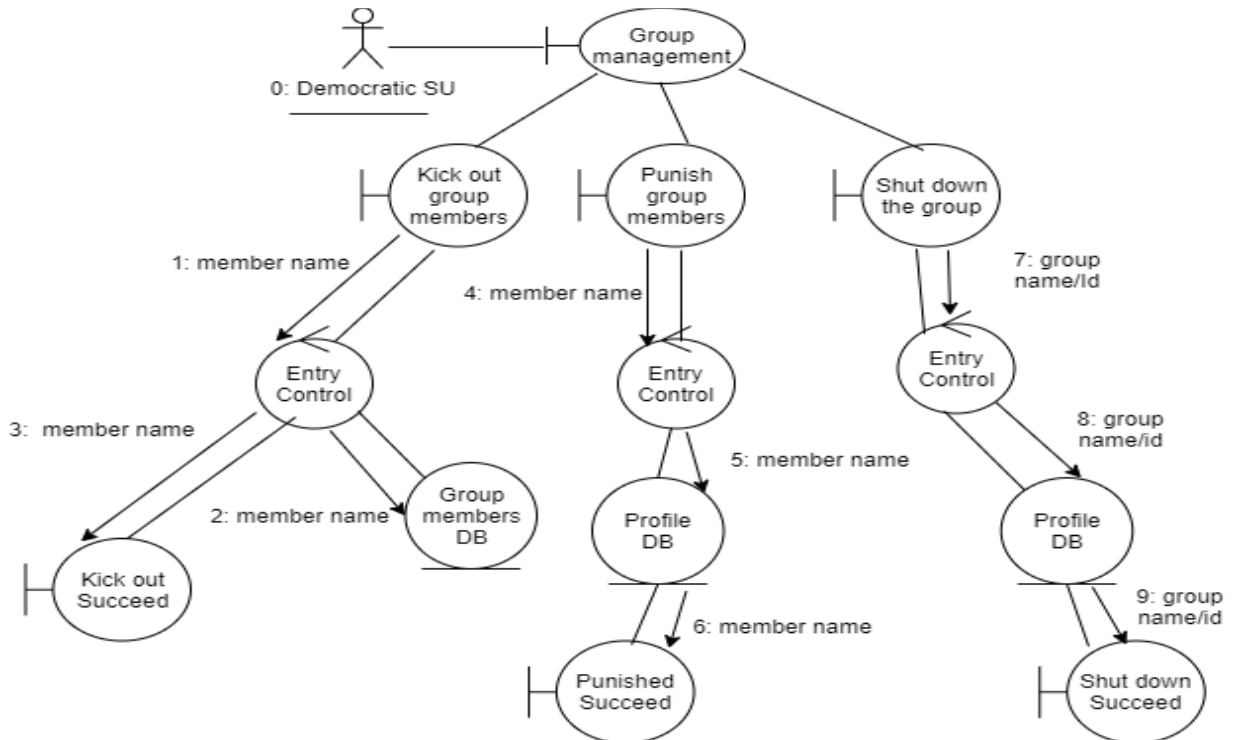 Group
management
0: Democratic SU
Kick out
group
members
Punish
group
members
Shut down
the group
1: member name
4: member name
7: group
name/Id
Entry
Control
Entry
Control
Entry
Control
3:  member name
2: member name
Group
members
DB
5: member name
8: group
name/id
Profile
DB
Profile
DB
Kick out
Succeed
6: member name
9: group
name/id
Punished
Succeed
Shut down
Succeed